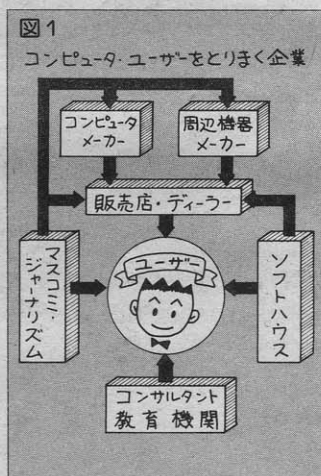 図1
コンピュータ・ユーザーをとりまく企業
コンピュータ
メーカー
周辺機器
メーカー
販売店・ディーラー
マスコミ・
ジャーナリズム
ユーザー
ソフトハウス
コンサルタント
教育機関